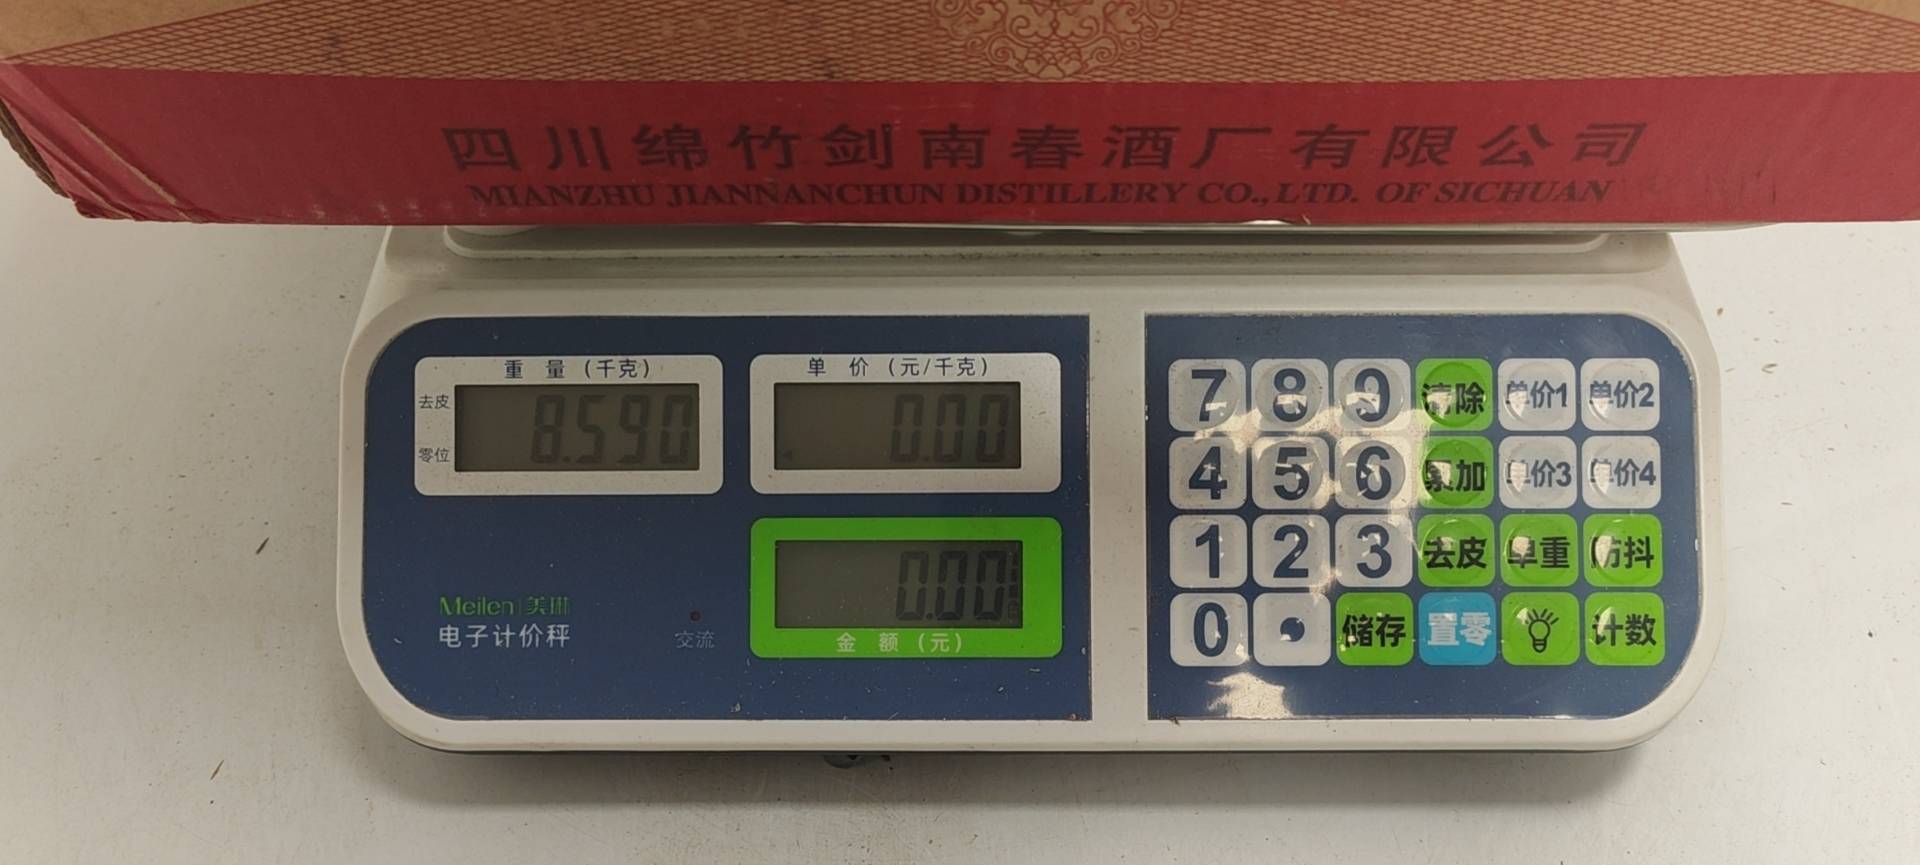 四川绵竹剑南春酒厂有限公司
MIANZHU JIANNANCHUN DISTILLERY CO.,LTD. OF SICHUAN
重量(千克)
去皮
零位
8.590
单价(元/千克)
0.00
0.00
金额(元)
Meilen|美琳
电子计价秤
交流
7 8 9 清除 单价1 单价2
4 5 6 累加 单价3 单价4
1 2 3 去皮 单重 防抖
0 . 储存 置零 计数